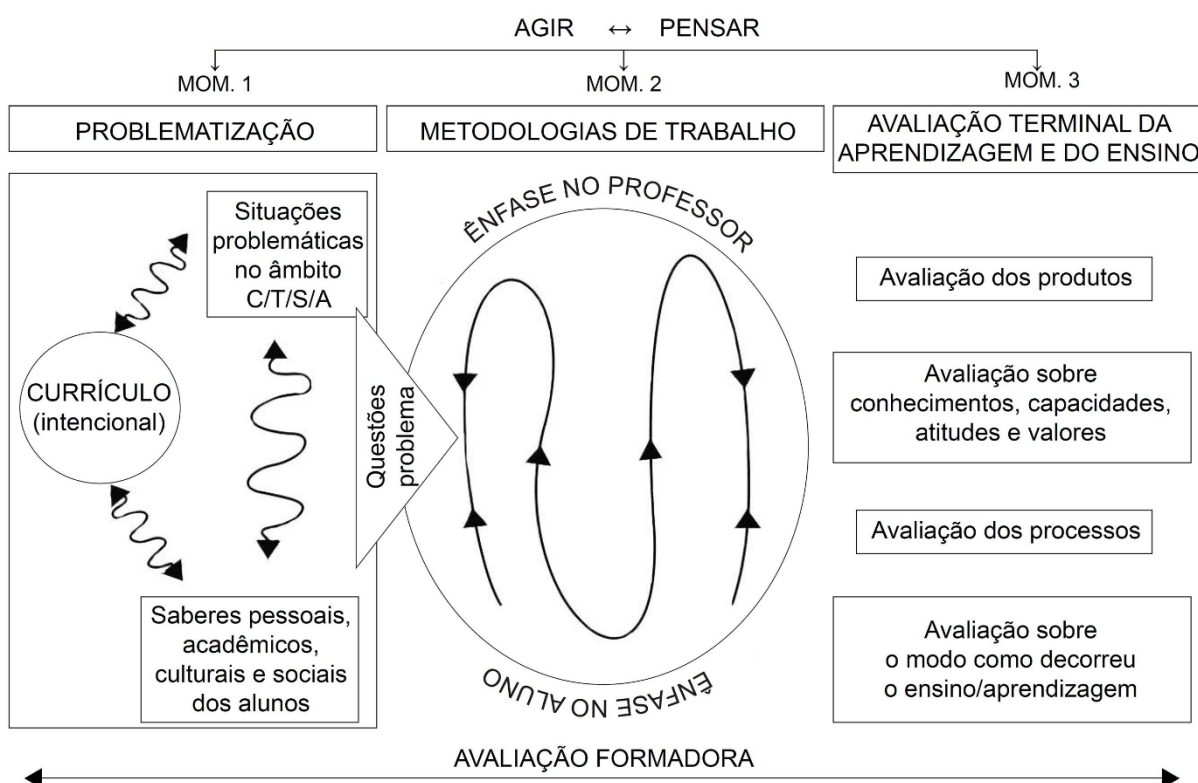 AGIR ↔ PENSAR
MOM. 1
MOM. 2
MOM. 3
PROBLEMATIZAÇÃO
METODOLOGIAS DE TRABALHO
AVALIAÇÃO TERMINAL DA
APRENDIZAGEM E DO ENSINO
Situações
problemáticas
no âmbito
C/T/S/A
CURRÍCULO
(intencional)
Saberes pessoais,
acadêmicos,
culturais e sociais
dos alunos
Questões
problema
ÊNFASE NO PROFESSOR
ÊNFASE NO ALUNO
Avaliação dos produtos
Avaliação sobre
conhecimentos, capacidades,
atitudes e valores
Avaliação dos processos
Avaliação sobre
o modo como decorreu
o ensino/aprendizagem
AVALIAÇÃO FORMADORA